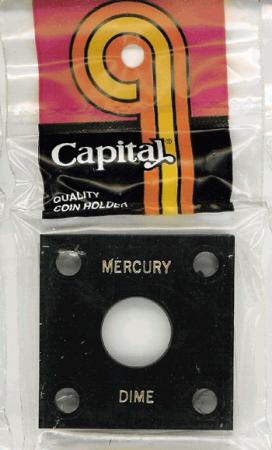 Capital®
QUALITY
COIN HOLDER
MERCURY
DIME